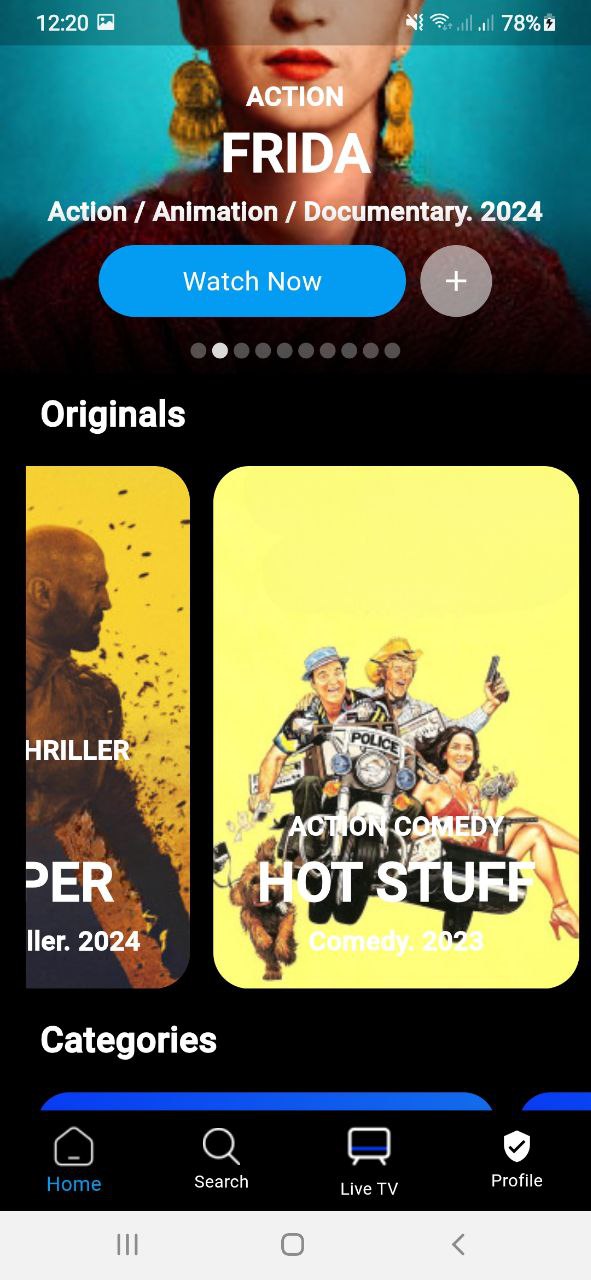 12:20
78%
ACTION
FRIDA
Action / Animation / Documentary. 2024
Watch Now
+
Originals
HRILLER
PER
ller. 2024
POLICE
ACTION COMEDY
HOT STUFF
Comedy. 2023
Categories
Home
Search
Live TV
Profile